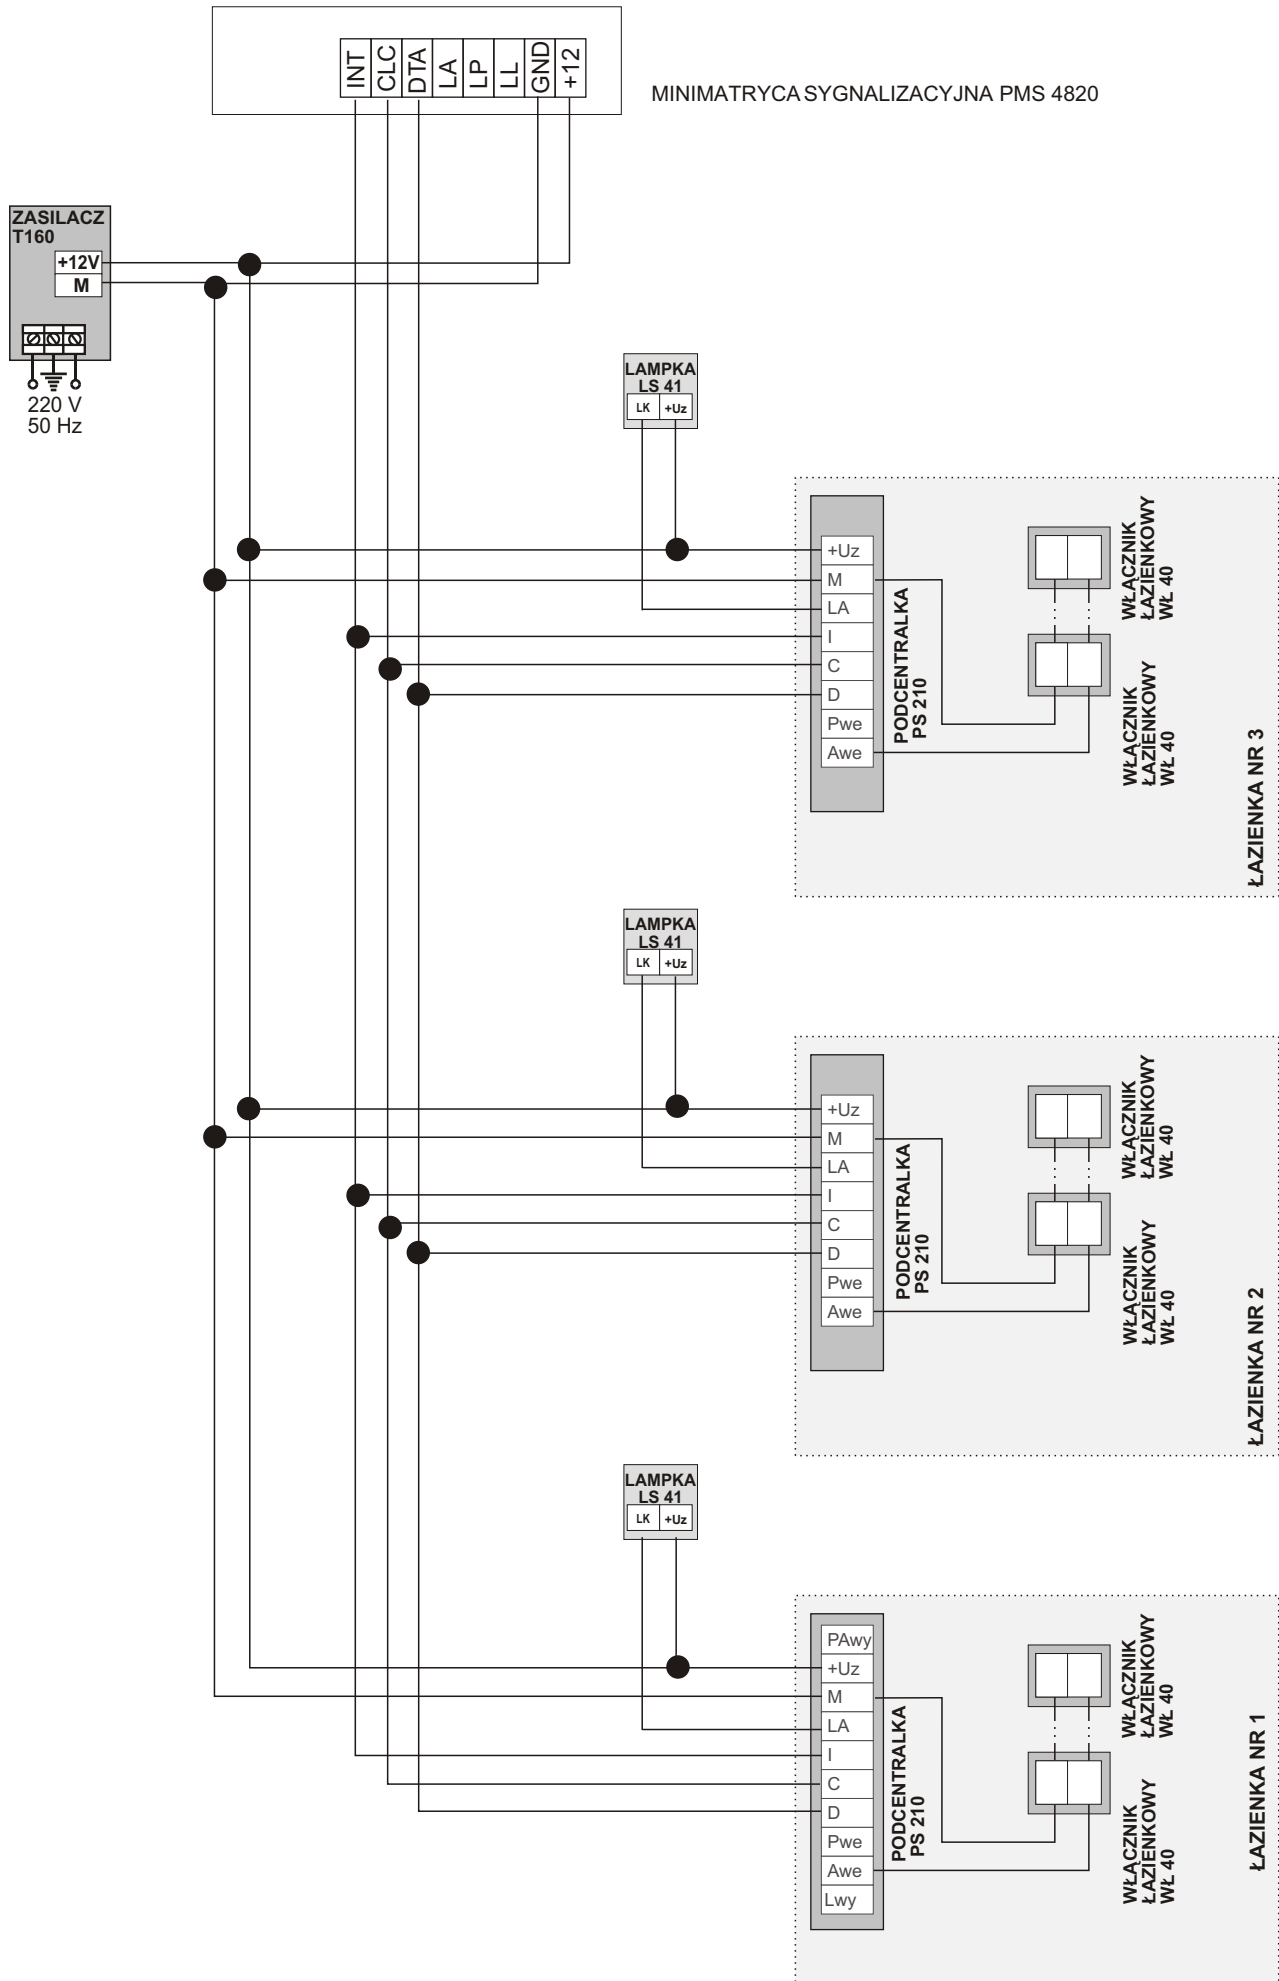 INT
CLC
DTA
LA
LP
LL
GND
+12
MINIMATRYCA SYGNALIZACYJNA PMS 4820
ZASILACZ
T160
+12V
M
220 V
50 Hz
LAMPKA
LS 41
LK
+Uz
+Uz
M
LA
I
C
D
Pwe
Awe
PODCENTRALKA
PS 210
WŁĄCZNIK
ŁAZIENKOWY
WŁ 40
WŁĄCZNIK
ŁAZIENKOWY
WŁ 40
ŁAZIENKA NR 3
LAMPKA
LS 41
LK
+Uz
+Uz
M
LA
I
C
D
Pwe
Awe
PODCENTRALKA
PS 210
WŁĄCZNIK
ŁAZIENKOWY
WŁ 40
WŁĄCZNIK
ŁAZIENKOWY
WŁ 40
ŁAZIENKA NR 2
LAMPKA
LS 41
LK
+Uz
PAwy
+Uz
M
LA
I
C
D
Pwe
Awe
Lwy
PODCENTRALKA
PS 210
WŁĄCZNIK
ŁAZIENKOWY
WŁ 40
WŁĄCZNIK
ŁAZIENKOWY
WŁ 40
ŁAZIENKA NR 1